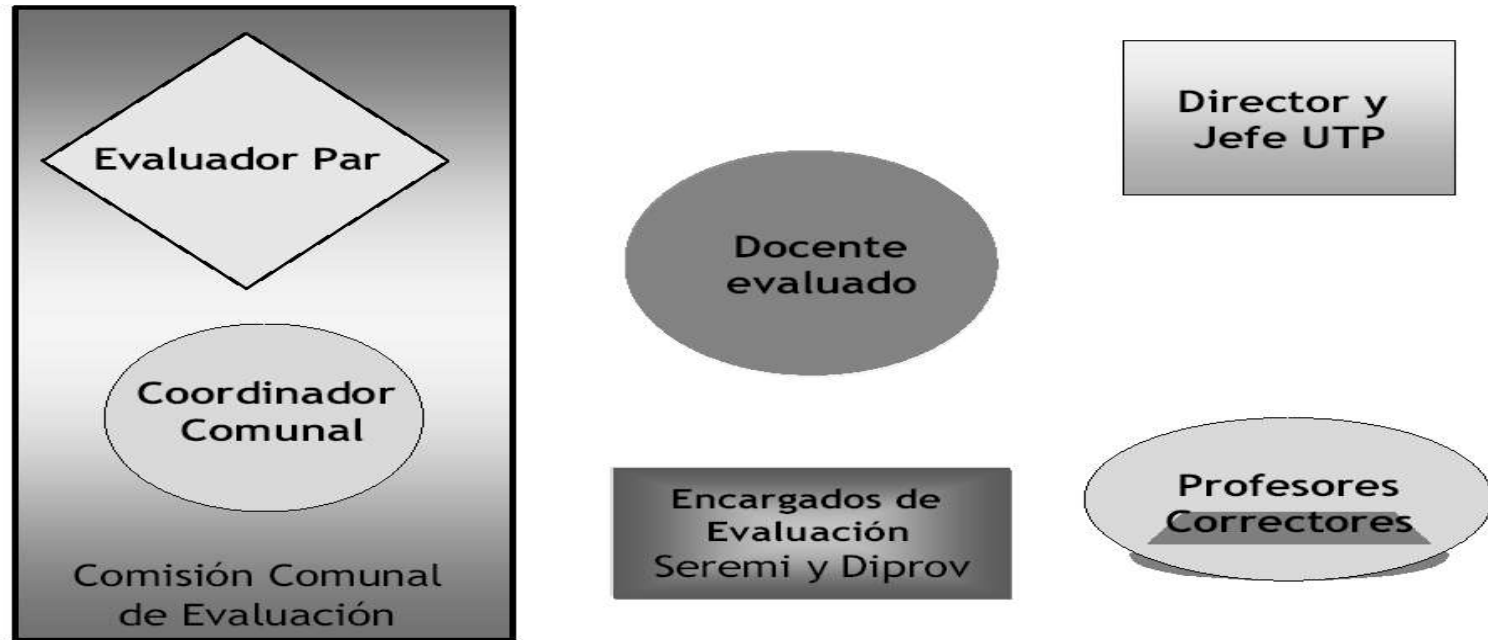 Evaluador Par
Coordinador
Comunal
Comisión Comunal
de Evaluación
Docente
evaluado
Encargados de
Evaluación
Seremi y Diprov
Director y
Jefe UTP
Profesores
Correctores